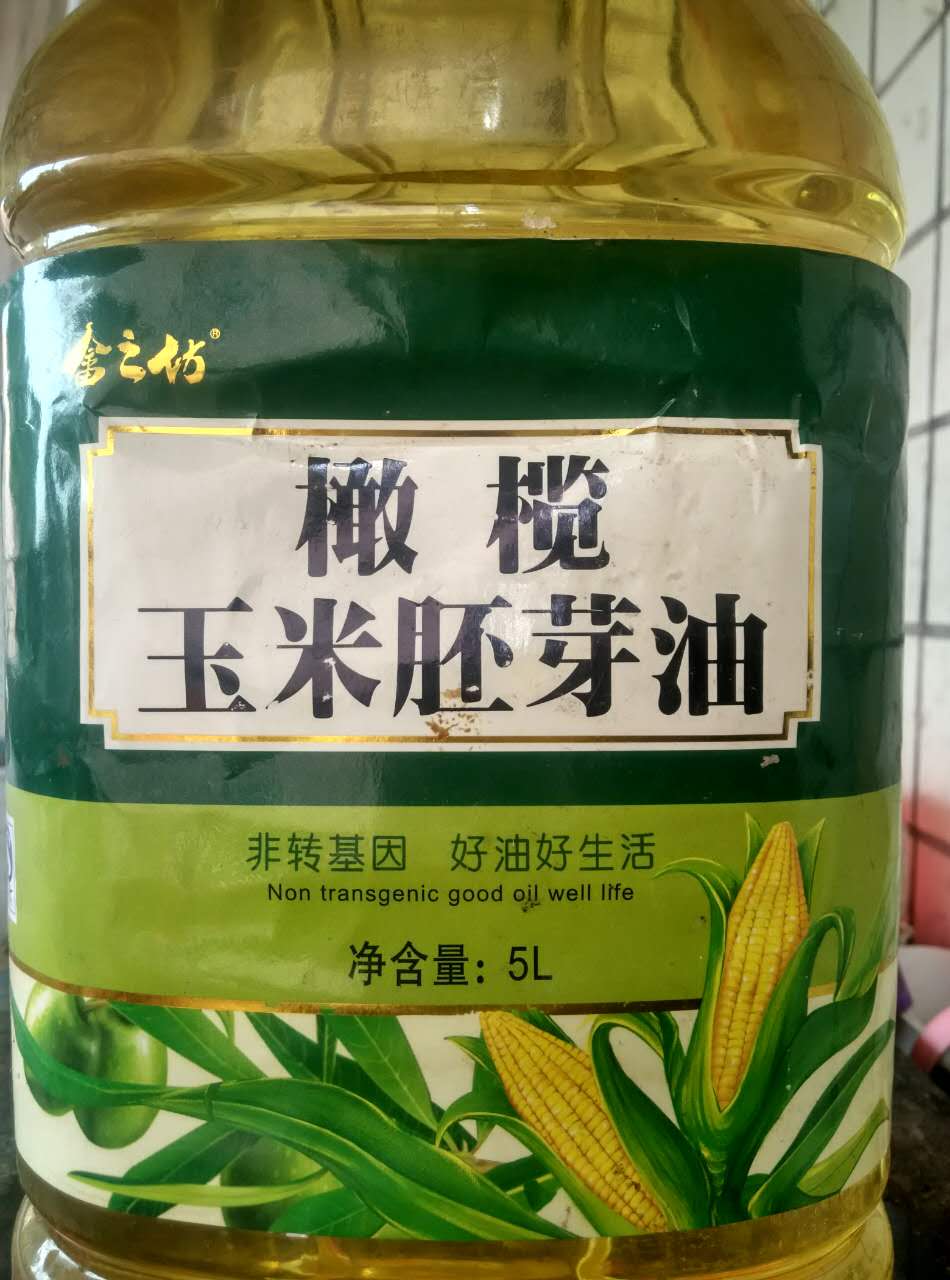 金之坊®
橄榄
玉米胚芽油
非转基因 好油好生活
Non transgenic good oil well life
净含量：5L